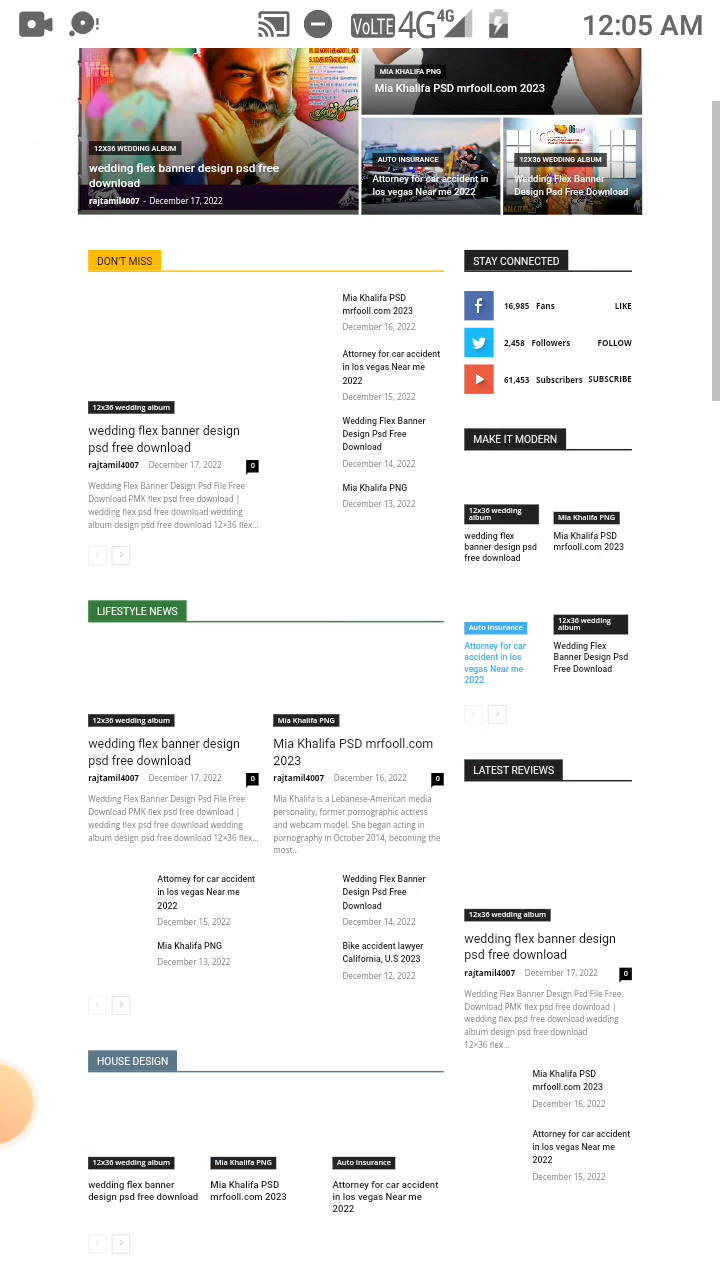 VoLTE 4G 4G 12:05 AM
உ.மணிகண்டன்
எ.மகாலட்சுமி
12X36 WEDDING ALBUM
wedding flex banner design psd free
download
rajtamil4007 - December 17, 2022
MIA KHALIFA PNG
Mia Khalifa PSD mrfooll.com 2023
AUTO INSURANCE
Attorney for car accident in
los vegas Near me 2022
06
12X36 WEDDING ALBUM
Wedding Flex Banner
Design Psd Free Download
DON'T MISS
12x36 wedding album
wedding flex banner design
psd free download
rajtamil4007 - December 17, 2022 0
Wedding Flex Banner Design Psd File Free
Download PMK flex psd free download |
wedding flex psd free download wedding
album design psd free download 12×36 flex...
Mia Khalifa PSD
mrfooll.com 2023
December 16, 2022
Attorney for car accident
in los vegas Near me
2022
December 15, 2022
Wedding Flex Banner
Design Psd Free
Download
December 14, 2022
Mia Khalifa PNG
December 13, 2022
STAY CONNECTED
16,985 Fans LIKE
2,458 Followers FOLLOW
61,453 Subscribers SUBSCRIBE
MAKE IT MODERN
12x36 wedding
album
wedding flex
banner design psd
free download
Mia Khalifa PNG
Mia Khalifa PSD
mrfooll.com 2023
Auto Insurance
Attorney for car
accident in los
vegas Near me
2022
12x36 wedding
album
Wedding Flex
Banner Design Psd
Free Download
LIFESTYLE NEWS
12x36 wedding album
wedding flex banner design
psd free download
rajtamil4007 - December 17, 2022 0
Wedding Flex Banner Design Psd File Free
Download PMK flex psd free download |
wedding flex psd free download wedding
album design psd free download 12×36 flex...
Mia Khalifa PNG
Mia Khalifa PSD mrfooll.com
2023
rajtamil4007 - December 16, 2022 0
Mia Khalifa is a Lebanese-American media
personality, former pornographic actress
and webcam model. She began acting in
pornography in October 2014, becoming the
most...
Attorney for car accident
in los vegas Near me
2022
December 15, 2022
Mia Khalifa PNG
December 13, 2022
Wedding Flex Banner
Design Psd Free
Download
December 14, 2022
Bike accident lawyer
California, U.S 2023
December 12, 2022
LATEST REVIEWS
12x36 wedding album
wedding flex banner design
psd free download
rajtamil4007 - December 17, 2022 0
Wedding Flex Banner Design Psd File Free
Download PMK flex psd free download |
wedding flex psd free download wedding
album design psd free download
12×36 flex...
Mia Khalifa PSD
mrfooll.com 2023
December 16, 2022
Attorney for car accident
in los vegas Near me
2022
December 15, 2022
HOUSE DESIGN
12x36 wedding album
wedding flex banner
design psd free download
Mia Khalifa PNG
Mia Khalifa PSD
mrfooll.com 2023
Auto Insurance
Attorney for car accident
in los vegas Near me
2022